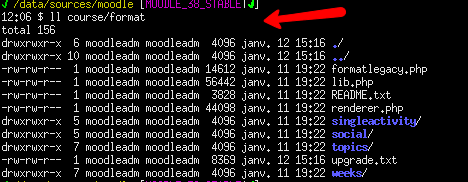 ✓ /data/sources/moodle [MOODLE_38_STABLE|✓]
12:06 $ ll course/format
total 156
drwxrwxr-x 6 moodleadm moodleadm 4096 janv. 12 15:16 ./
drwxrwxr-x 10 moodleadm moodleadm 4096 janv. 12 15:16 ../
-rw-rw-r-- 1 moodleadm moodleadm 14612 janv. 11 19:22 formatlegacy.php
-rw-rw-r-- 1 moodleadm moodleadm 56442 janv. 11 19:22 lib.php
-rw-rw-r-- 1 moodleadm moodleadm 3828 janv. 11 19:22 README.txt
-rw-rw-r-- 1 moodleadm moodleadm 44098 janv. 11 19:22 renderer.php
drwxrwxr-x 5 moodleadm moodleadm 4096 janv. 11 19:22 singleactivity/
drwxrwxr-x 5 moodleadm moodleadm 4096 janv. 11 19:22 social/
drwxrwxr-x 7 moodleadm moodleadm 4096 janv. 11 19:22 topics/
-rw-rw-r-- 1 moodleadm moodleadm 8369 janv. 12 15:16 upgrade.txt
drwxrwxr-x 7 moodleadm moodleadm 4096 janv. 11 19:22 weeks/